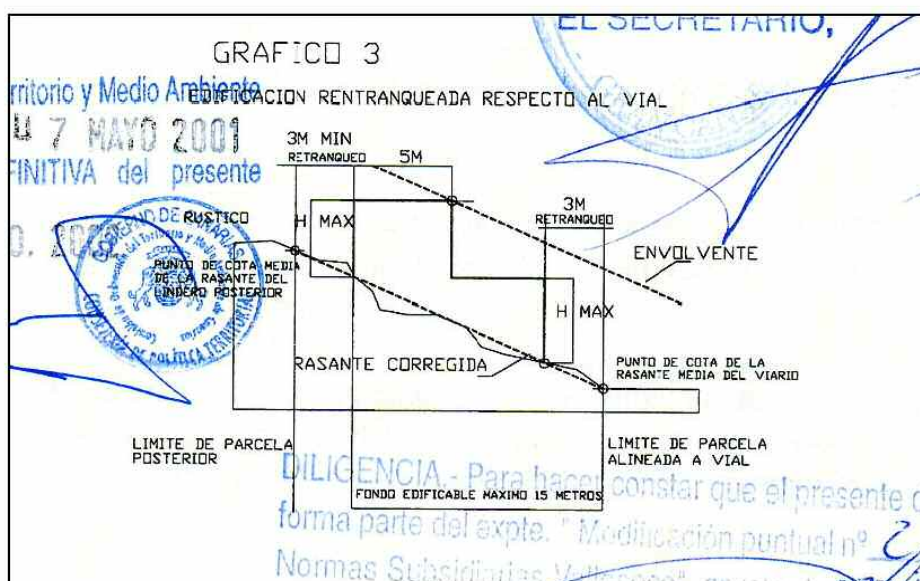 EL SECRETARIO,
GRAFICO 3
rritorio y Medio Ambiente
EDIFICACION RENTRANQUEADA RESPECTO AL VIAL
7 MAYO 2001
3M MIN
RETRANQUEO
5M
FINITIVA del presente
3M
RETRANQUEO
RUSTICO
H MAX
ENVOLVENTE
PUNTO DE COTA MEDIA
DE LA RASANTE DEL
LINDERO POSTERIOR
H MAX
RASANTE CORREGIDA
PUNTO DE COTA DE LA
RASANTE MEDIA DEL VIARIO
LIMITE DE PARCELA
POSTERIOR
LIMITE DE PARCELA
ALINEADA A VIAL
DILIGENCIA.- Para hacer constar que el presente
FONDO EDIFICABLE MAXIMO 15 METROS
forma parte del expte. " Modificación puntual nº 2
Normas Subsidiarias